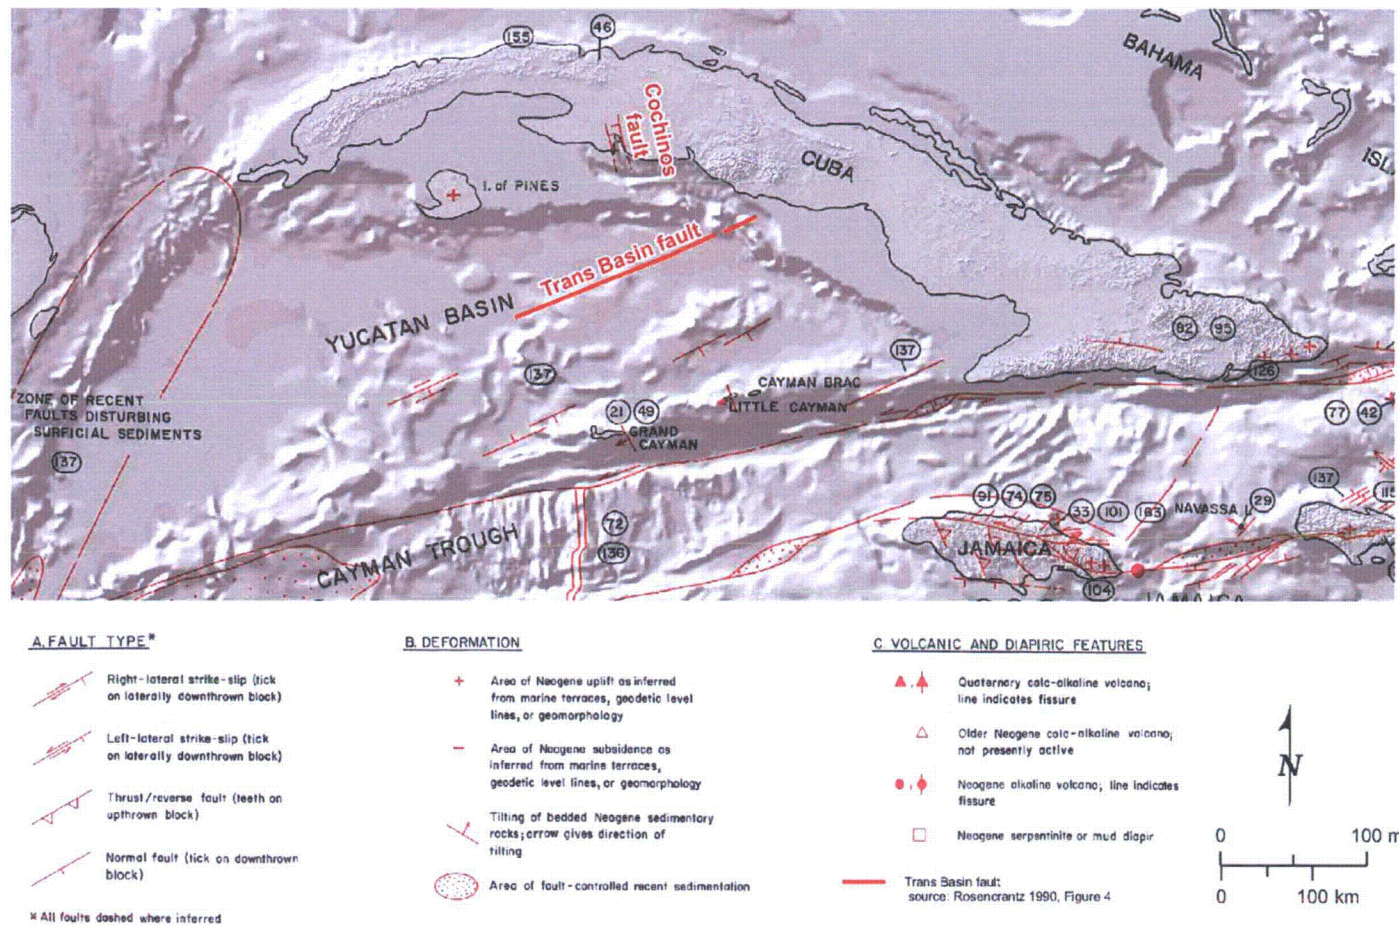 155
46
BAHAMA
Cochinos
fault
CUBA
ISL
I. of PINES
Trans Basin fault
YUCATAN BASIN
82
95
137
137
126
ZONE OF RECENT
FAULTS DISTURBING
SURFICIAL SEDIMENTS
137
CAYMAN BRAC
LITTLE CAYMAN
21
49
GRAND
CAYMAN
77
42
72
136
CAYMAN TROUGH
91
74
75
33
101
183
NAVASSA
29
137
JAMAICA
104
JAMAICA
A. FAULT TYPE*
Right-lateral strike-slip (tick
on laterally downthrown block)
Left-lateral strike-slip (tick
on laterally downthrown block)
Thrust/reverse fault (teeth on
upthrown block)
Normal fault (tick on downthrown
block)
* All faults dashed where inferred
B. DEFORMATION
Area of Neogene uplift as inferred
from marine terraces, geodetic level
lines, or geomorphology
Area of Neogene subsidence as
inferred from marine terraces,
geodetic level lines, or geomorphology
Tilting of bedded Neogene sedimentary
rocks; arrow gives direction of
tilting
Area of fault-controlled recent sedimentation
C. VOLCANIC AND DIAPIRIC FEATURES
Quaternary calc-alkaline volcano;
line indicates fissure
Older Neogene calc-alkaline volcano;
not presently active
Neogene alkaline volcano; line indicates
fissure
Neogene serpentinite or mud diapir
Trans Basin fault
source: Rosencrantz 1990, Figure 4
N
0
100 m
0
100 km